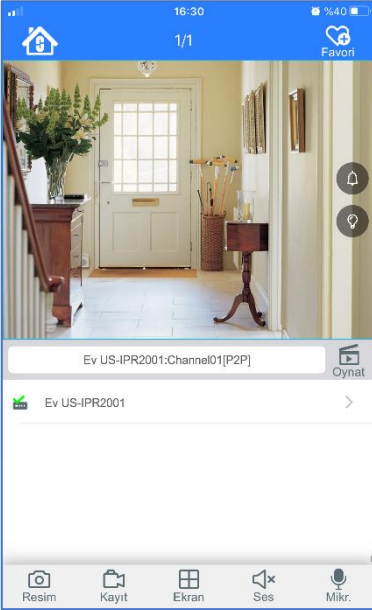 16:30
%40
1/1
Favori
Ev US-IPR2001:Channel01[P2P]
Oynat
Ev US-IPR2001
Resim
Kayıt
Ekran
Ses
Mikr.